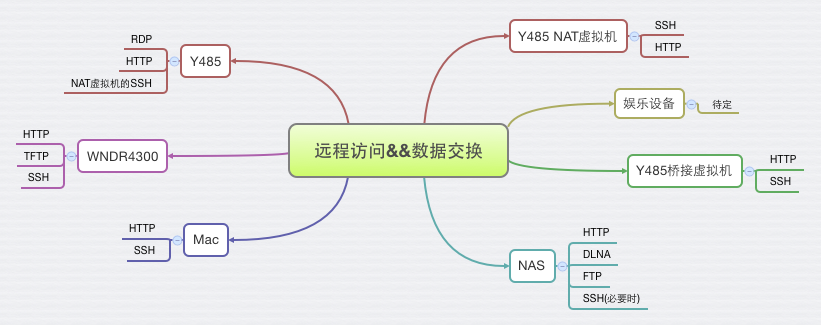 远程访问&&数据交换
Y485 NAT虚拟机
SSH
HTTP
娱乐设备
待定
Y485桥接虚拟机
HTTP
SSH
NAS
HTTP
DLNA
FTP
SSH(必要时)
Mac
HTTP
SSH
WNDR4300
HTTP
TFTP
SSH
Y485
RDP
HTTP
NAT虚拟机的SSH